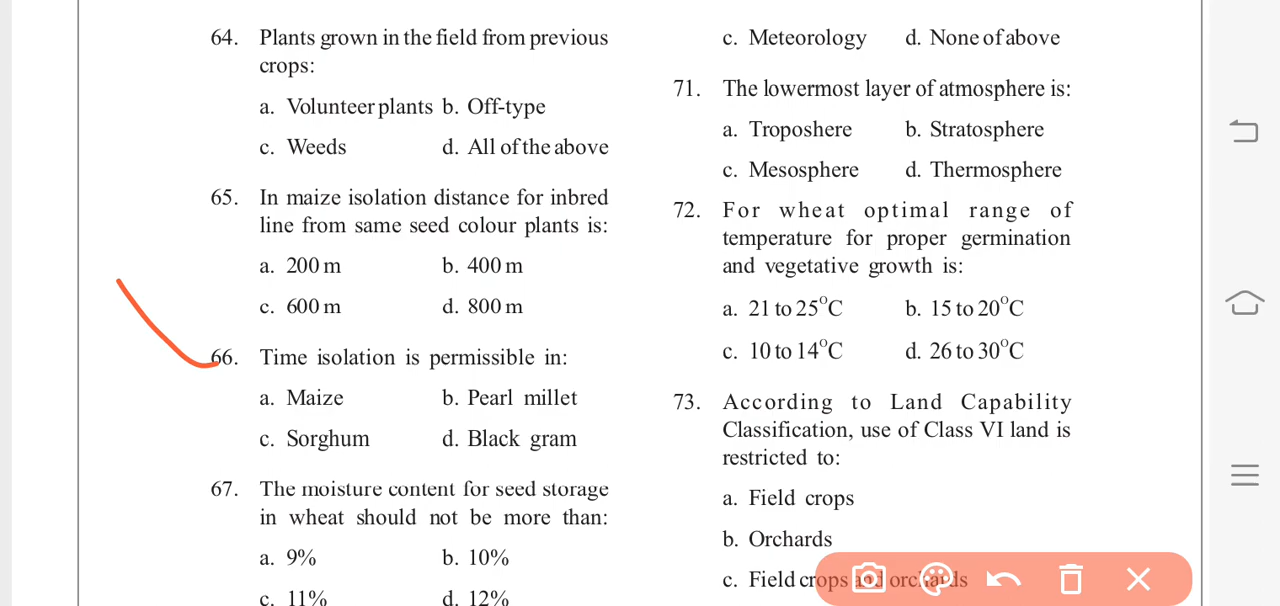 64. Plants grown in the field from previous
crops:
a. Volunteer plants b. Off-type
c. Weeds d. All of the above
65. In maize isolation distance for inbred
line from same seed colour plants is:
a. 200 m b. 400 m
c. 600 m d. 800 m
66. Time isolation is permissible in:
a. Maize b. Pearl millet
c. Sorghum d. Black gram
67. The moisture content for seed storage
in wheat should not be more than:
a. 9% b. 10%
c. 11% d. 12%
c. Meteorology d. None of above
71. The lowermost layer of atmosphere is:
a. Troposhere b. Stratosphere
c. Mesosphere d. Thermosphere
72. For wheat optimal range of
temperature for proper germination
and vegetative growth is:
a. 21 to 25°C b. 15 to 20°C
c. 10 to 14°C d. 26 to 30°C
73. According to Land Capability
Classification, use of Class VI land is
restricted to:
a. Field crops
b. Orchards
c. Field crops and orchards